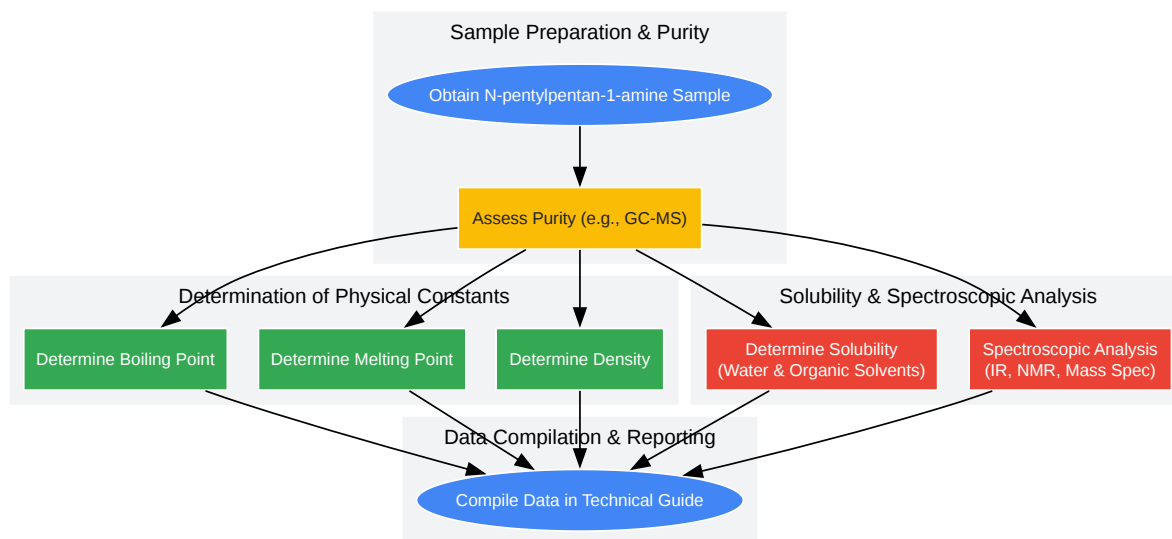 Sample Preparation & Purity
Obtain N-pentylpentan-1-amine Sample
Assess Purity (e.g., GC-MS)
Determination of Physical Constants
Determine Boiling Point
Determine Melting Point
Determine Density
Solubility & Spectroscopic Analysis
Determine Solubility
(Water & Organic Solvents)
Spectroscopic Analysis
(IR, NMR, Mass Spec)
Data Compilation & Reporting
Compile Data in Technical Guide